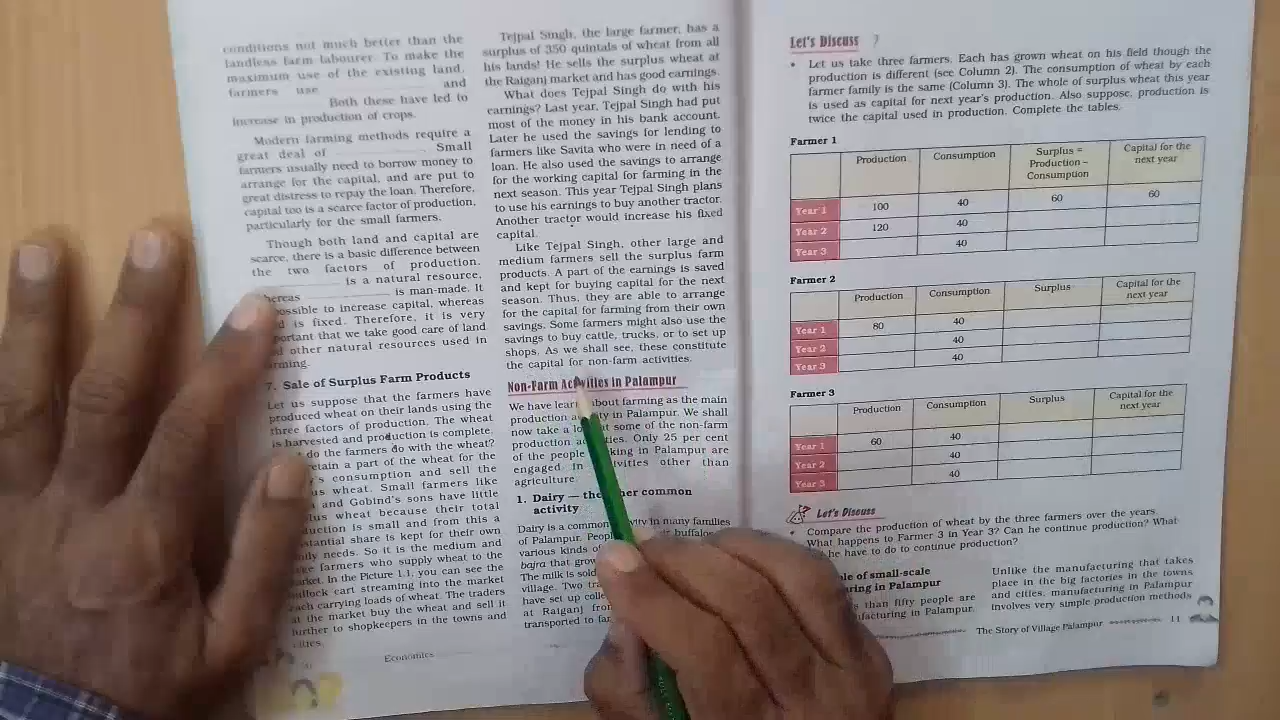 conditions not much better than the
landless farm labourer. To make the
maximum use of the existing land,
farmers use ____________ and
____________ Both these have led to
increase in production of crops.
Modern farming methods require a
great deal of ____________. Small
farmers usually need to borrow money to
arrange for the capital, and are put to
great distress to repay the loan. Therefore,
capital too is a scarce factor of production,
particularly for the small farmers.
Though both land and capital are
scarce, there is a basic difference between
the two factors of production.
____________ is a natural resource,
hereas ____________ is man-made. It
possible to increase capital, whereas
d is fixed. Therefore, it is very
portant that we take good care of land
other natural resources used in
rming.
7. Sale of Surplus Farm Products
Let us suppose that the farmers have
produced wheat on their lands using the
three factors of production. The wheat
is harvested and production is complete.
do the farmers do with the wheat?
etain a part of the wheat for the
's consumption and sell the
us wheat. Small farmers like
and Gobind's sons have little
lus wheat because their total
duction is small and from this a
stantial share is kept for their own
ily needs. So it is the medium and
ge farmers who supply wheat to the
arket. In the Picture 1.1, you can see the
ullock cart streaming into the market
each carrying loads of wheat. The traders
at the market buy the wheat and sell it
further to shopkeepers in the towns and
cities.
Economics
Tejpal Singh, the large farmer, has a
surplus of 350 quintals of wheat from all
his lands! He sells the surplus wheat at
the Raiganj market and has good earnings.
What does Tejpal Singh do with his
earnings? Last year, Tejpal Singh had put
most of the money in his bank account.
Later he used the savings for lending to
farmers like Savita who were in need of a
loan. He also used the savings to arrange
for the working capital for farming in the
next season. This year Tejpal Singh plans
to use his earnings to buy another tractor.
Another tractor would increase his fixed
capital.
Like Tejpal Singh, other large and
medium farmers sell the surplus farm
products. A part of the earnings is saved
and kept for buying capital for the next
season. Thus, they are able to arrange
for the capital for farming from their own
savings. Some farmers might also use the
savings to buy cattle, trucks, or to set up
shops. As we shall see, these constitute
the capital for non-farm activities.
Non-Farm Activities in Palampur
We have learn about farming as the main
production a ity in Palampur. We shall
now take a lo t some of the non-farm
production ac ties. Only 25 per cent
of the people king in Palampur are
engaged in tivities other than
agriculture.
1. Dairy — the her common
activity
Dairy is a common vity in many families
of Palampur. Peop ir buffaloe
various kinds of
bajra that grow
The milk is sold
village. Two tra
have set up colle
at Raiganj from
transported to far
Let's Discuss ?
• Let us take three farmers. Each has grown wheat on his field though the
production is different (see Column 2). The consumption of wheat by each
farmer family is the same (Column 3). The whole of surplus wheat this year
is used as capital for next year's production. Also suppose, production is
twice the capital used in production. Complete the tables.
Farmer 1
Production Consumption Surplus = Production – Consumption Capital for the next year
Year 1 100 40 60 60
Year 2 120 40
Year 3 40
Farmer 2
Production Consumption Surplus Capital for the next year
Year 1 80 40
Year 2 40
Year 3 40
Farmer 3
Production Consumption Surplus Capital for the next year
Year 1 60 40
Year 2 40
Year 3 40
Let's Discuss
• Compare the production of wheat by the three farmers over the years.
What happens to Farmer 3 in Year 3? Can he continue production? What
he have to do to continue production?
le of small-scale
uring in Palampur
s than fifty people are
ufacturing in Palampur.
Unlike the manufacturing that takes
place in the big factories in the towns
and cities, manufacturing in Palampur
involves very simple production methods
The Story of Village Palampur 11